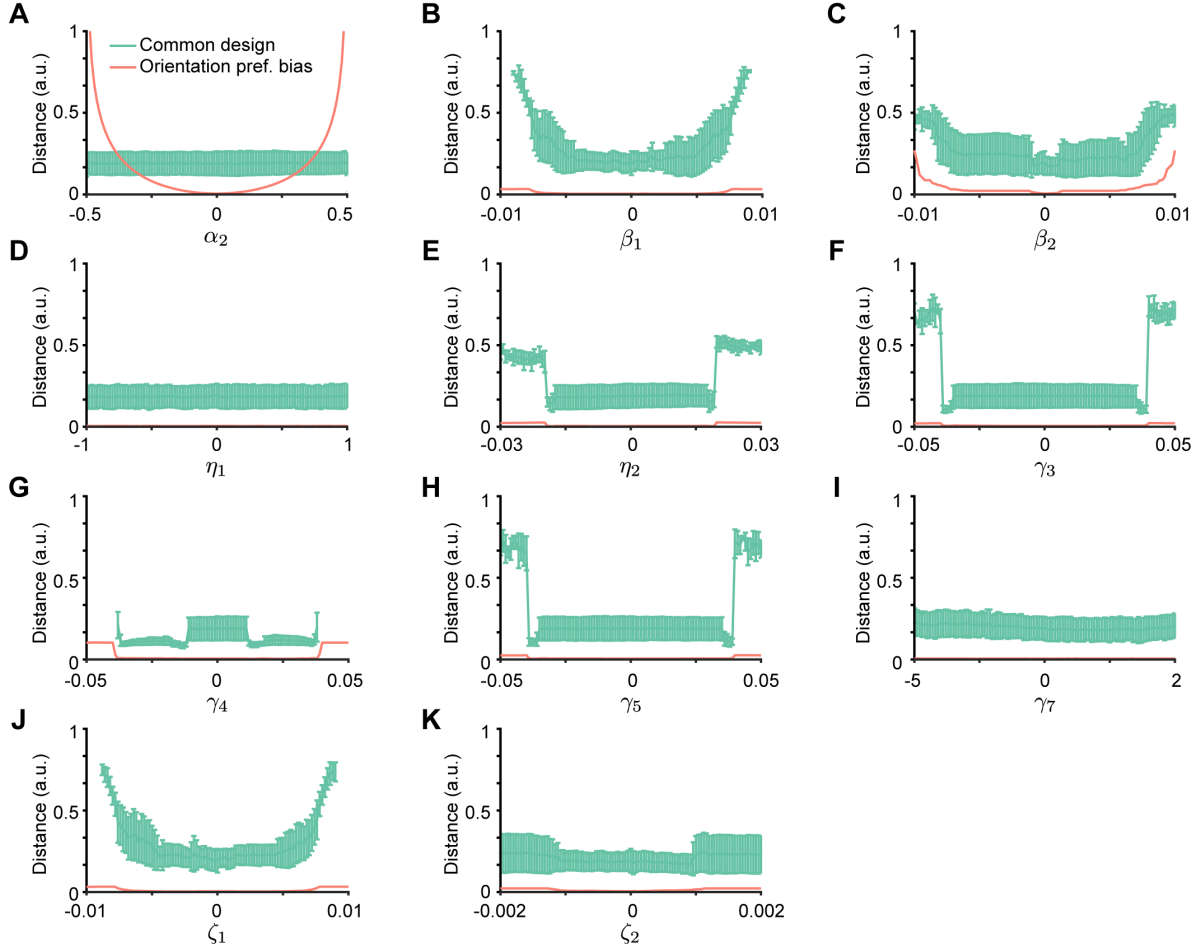 A
Distance (a.u.)
1
0.5
0
Common design
Orientation pref. bias
-0.5
0
0.5
α₂
B
Distance (a.u.)
1
0.5
0
-0.01
0
0.01
β₁
C
Distance (a.u.)
1
0.5
0
-0.01
0
0.01
β₂
D
Distance (a.u.)
1
0.5
0
-1
0
1
η₁
E
Distance (a.u.)
1
0.5
0
-0.03
0
0.03
η₂
F
Distance (a.u.)
1
0.5
0
-0.05
0
0.05
γ₃
G
Distance (a.u.)
1
0.5
0
-0.05
0
0.05
γ₄
H
Distance (a.u.)
1
0.5
0
-0.05
0
0.05
γ₅
I
Distance (a.u.)
1
0.5
0
-5
0
2
γ₇
J
Distance (a.u.)
1
0.5
0
-0.01
0
0.01
ζ₁
K
Distance (a.u.)
1
0.5
0
-0.002
0
0.002
ζ₂